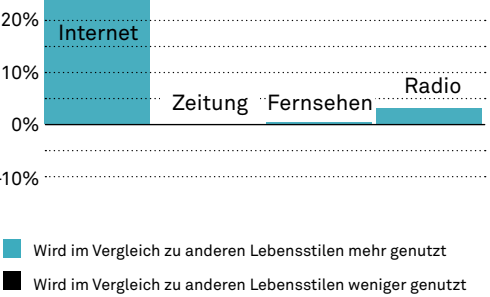 20%
Internet
10%
Radio
Zeitung
Fernsehen
0%
-10%
Wird im Vergleich zu anderen Lebensstilen mehr genutzt
Wird im Vergleich zu anderen Lebensstilen weniger genutzt